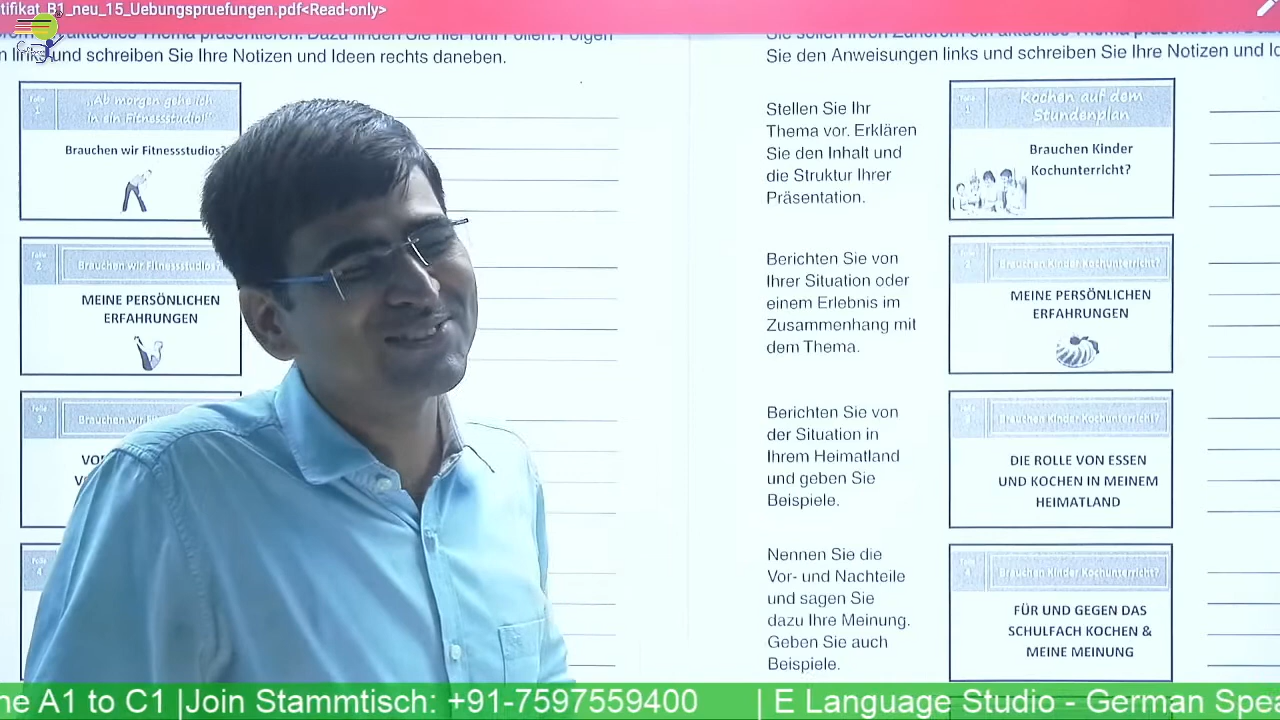 tifikat_B1_neu_15_Uebungspruefungen.pdf<Read-only>
n links und schreiben Sie Ihre Notizen und Ideen rechts daneben.
"Ab morgen gehe ich
in ein Fitnessstudio!"
Brauchen wir Fitnessstudios?
Brauchen wir Fitnessstudios?
MEINE PERSÖNLICHEN
ERFAHRUNGEN
Brauchen wir
Sie den Anweisungen links und schreiben Sie Ihre Notizen und Id
Stellen Sie Ihr
Thema vor. Erklären
Sie den Inhalt und
die Struktur Ihrer
Präsentation.
Kochen auf dem
Stundenplan
Brauchen Kinder
Kochunterricht?
Berichten Sie von
Ihrer Situation oder
einem Erlebnis im
Zusammenhang mit
dem Thema.
Brauchen Kinder Kochunterricht?
MEINE PERSÖNLICHEN
ERFAHRUNGEN
Berichten Sie von
der Situation in
Ihrem Heimatland
und geben Sie
Beispiele.
Brauchen Kinder Kochunterricht?
DIE ROLLE VON ESSEN
UND KOCHEN IN MEINEM
HEIMATLAND
Nennen Sie die
Vor- und Nachteile
und sagen Sie
dazu Ihre Meinung.
Geben Sie auch
Beispiele.
Brauchen Kinder Kochunterricht?
FÜR UND GEGEN DAS
SCHULFACH KOCHEN &
MEINE MEINUNG
ne A1 to C1 |Join Stammtisch: +91-7597559400 | E Language Studio - German Spea